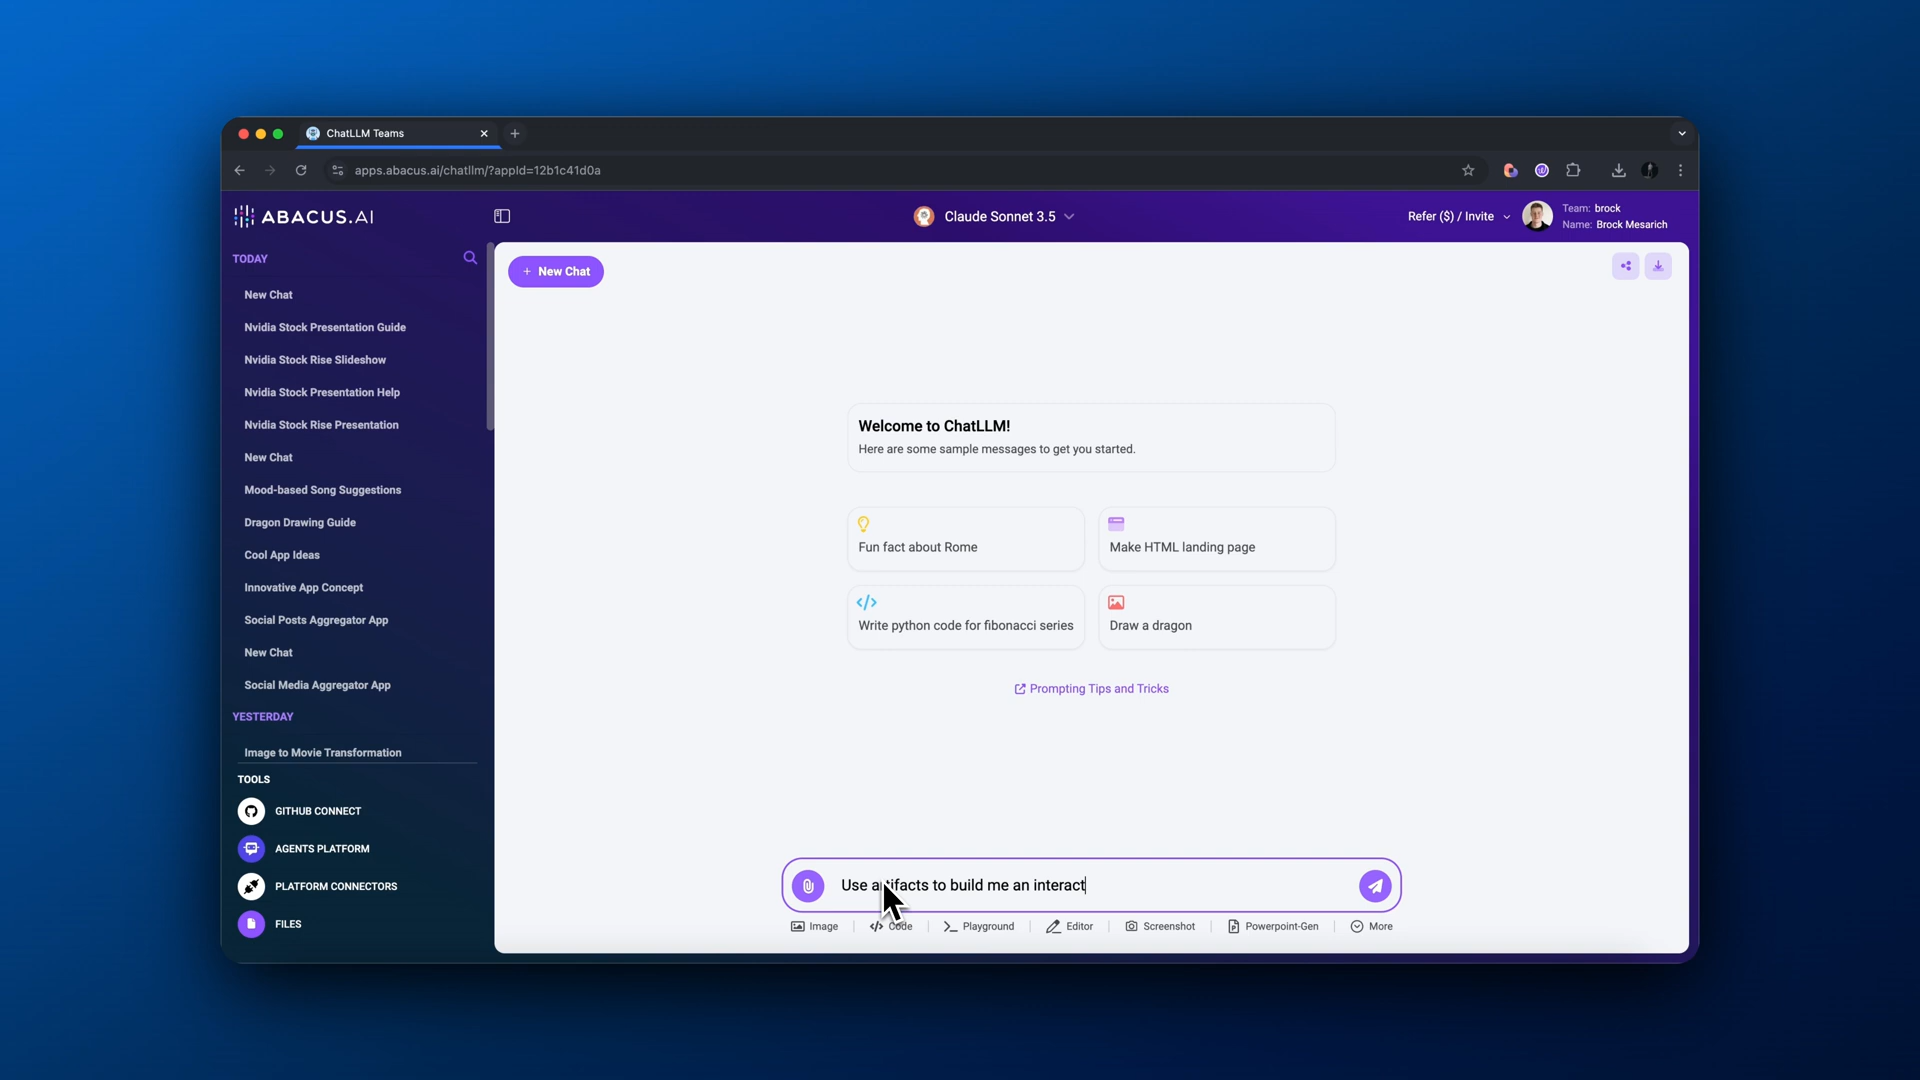 ChatLLM Teams
apps.abacus.ai/chatllm/?appId=12b1c41d0a
ABACUS.AI
Claude Sonnet 3.5
Refer ($) / Invite
Team: brock
Name: Brock Mesarich
TODAY
New Chat
Nvidia Stock Presentation Guide
Nvidia Stock Rise Slideshow
Nvidia Stock Presentation Help
Nvidia Stock Rise Presentation
New Chat
Mood-based Song Suggestions
Dragon Drawing Guide
Cool App Ideas
Innovative App Concept
Social Posts Aggregator App
New Chat
Social Media Aggregator App
YESTERDAY
Image to Movie Transformation
TOOLS
GITHUB CONNECT
AGENTS PLATFORM
PLATFORM CONNECTORS
FILES
+ New Chat
Welcome to ChatLLM!
Here are some sample messages to get you started.
Fun fact about Rome
Make HTML landing page
Write python code for fibonacci series
Draw a dragon
Prompting Tips and Tricks
Use artifacts to build me an interact
Image
Code
Playground
Editor
Screenshot
Powerpoint-Gen
More